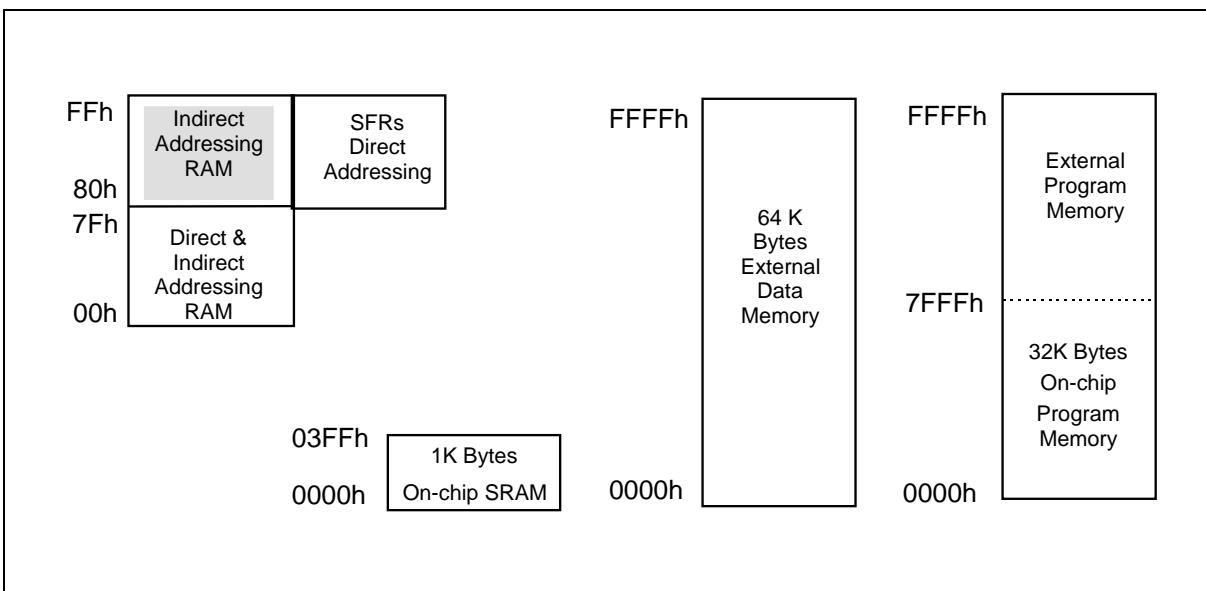 FFh
Indirect
Addressing
RAM
80h
SFRs
Direct
Addressing
7Fh
Direct &
Indirect
Addressing
RAM
00h
03FFh
1K Bytes
On-chip SRAM
0000h
FFFFh
64 K
Bytes
External
Data
Memory
0000h
FFFFh
External
Program
Memory
7FFFh
32K Bytes
On-chip
Program
Memory
0000h